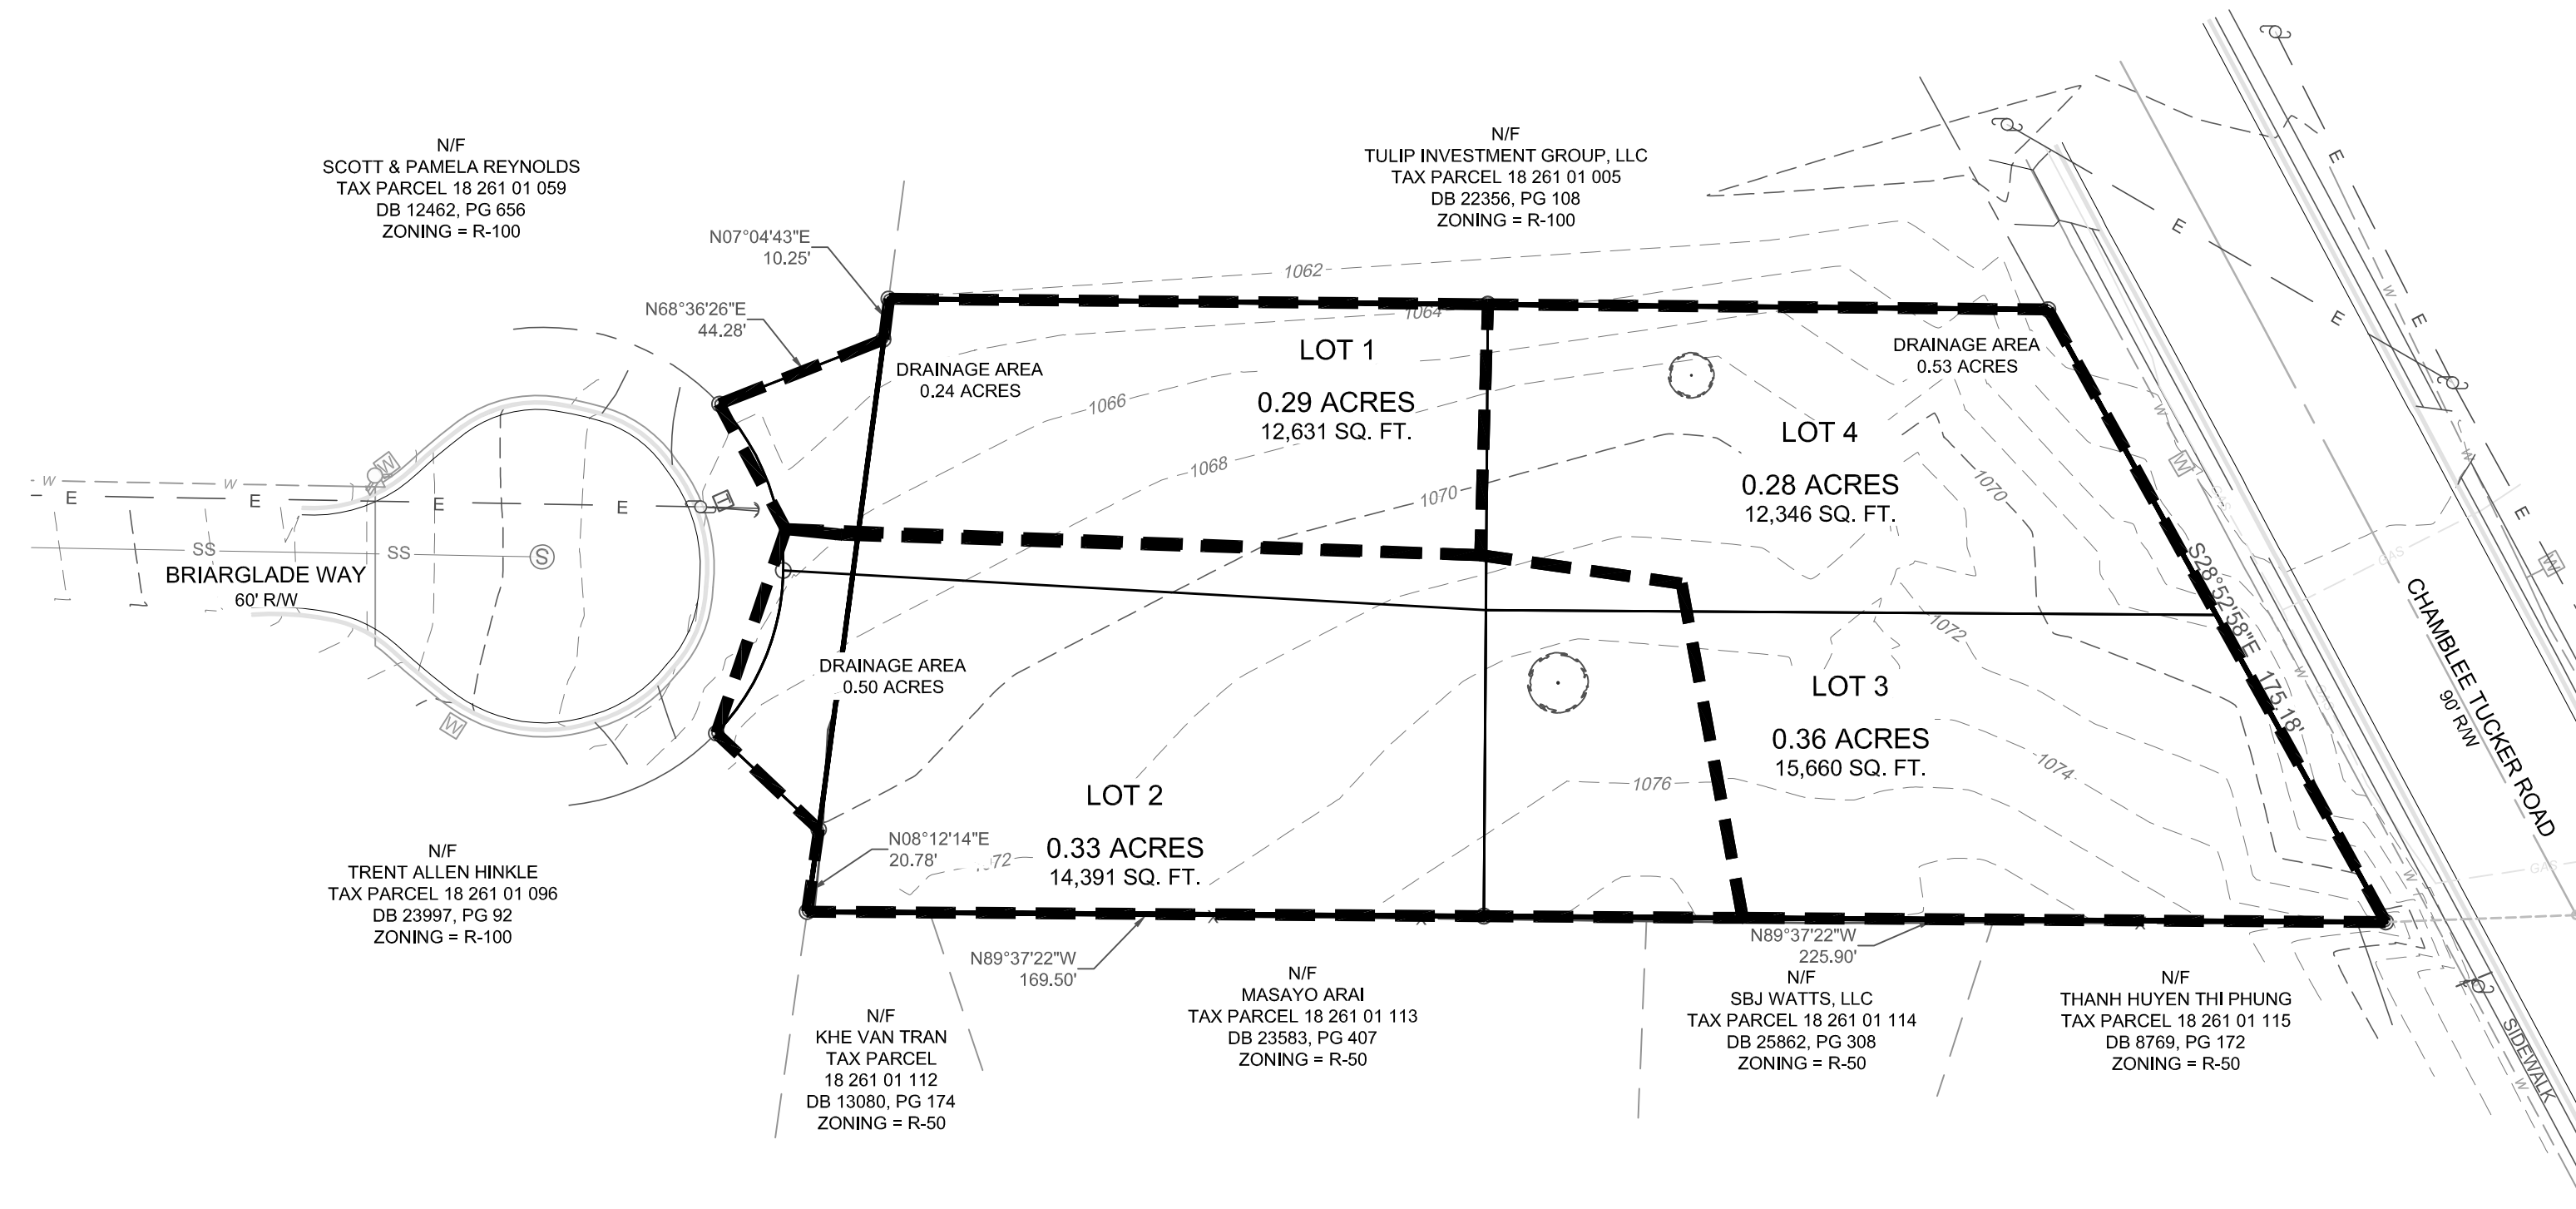 N/F
SCOTT & PAMELA REYNOLDS
TAX PARCEL 18 261 01 059
DB 12462, PG 656
ZONING = R-100
N/F
TULIP INVESTMENT GROUP, LLC
TAX PARCEL 18 261 01 005
DB 22356, PG 108
ZONING = R-100
N07°04'43"E
10.25'
N68°36'26"E
44.28'
1062
1064
1066
1068
1070
DRAINAGE AREA
0.24 ACRES
LOT 1
0.29 ACRES
12,631 SQ. FT.
DRAINAGE AREA
0.53 ACRES
LOT 4
0.28 ACRES
12,346 SQ. FT.
1070
1072
1074
1076
W
W
W
E
E
E
E
T
SS
SS
S
BRIARGLADE WAY
60' R/W
W
DRAINAGE AREA
0.50 ACRES
LOT 2
0.33 ACRES
14,391 SQ. FT.
LOT 3
0.36 ACRES
15,660 SQ. FT.
S28°52'58"E 175.18'
CHAMBLEE TUCKER ROAD
90' R/W
E
E
E
E
E
W
W
W
W
W
W
W
W
GAS
GAS
GAS
SIDEWALK
N08°12'14"E
20.78'
N89°37'22"W
169.50'
N89°37'22"W
225.90'
N/F
TRENT ALLEN HINKLE
TAX PARCEL 18 261 01 096
DB 23997, PG 92
ZONING = R-100
N/F
KHE VAN TRAN
TAX PARCEL
18 261 01 112
DB 13080, PG 174
ZONING = R-50
N/F
MASAYO ARAI
TAX PARCEL 18 261 01 113
DB 23583, PG 407
ZONING = R-50
N/F
SBJ WATTS, LLC
TAX PARCEL 18 261 01 114
DB 25862, PG 308
ZONING = R-50
N/F
THANH HUYEN THI PHUNG
TAX PARCEL 18 261 01 115
DB 8769, PG 172
ZONING = R-50